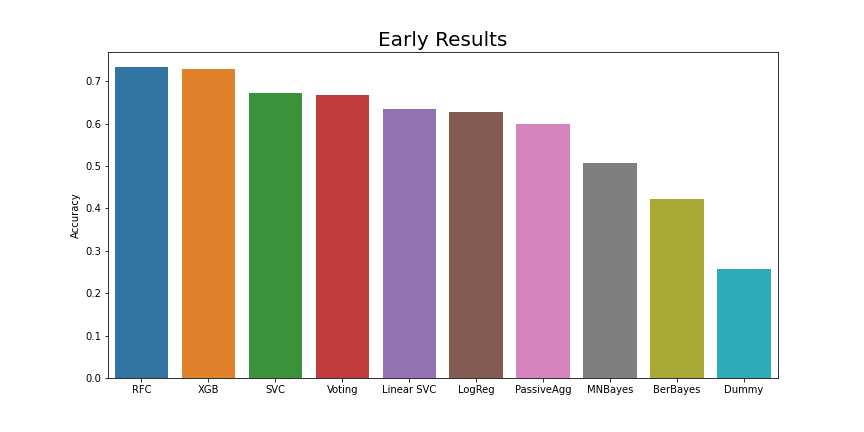 Early Results
Accuracy
0.7
0.6
0.5
0.4
0.3
0.2
0.1
0.0
RFC XGB SVC Voting Linear SVC LogReg PassiveAgg MNBayes BerBayes Dummy